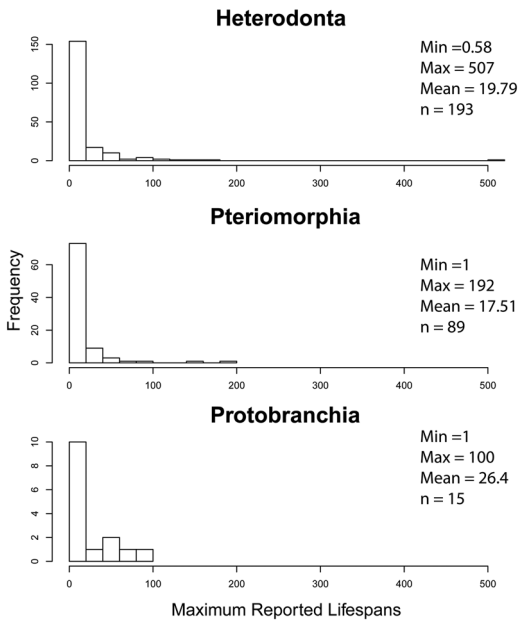 Heterodonta
Min =0.58
Max = 507
Mean = 19.79
n = 193
0 50 100 150
0 100 200 300 400 500
Pteriomorphia
Min =1
Max = 192
Mean = 17.51
n = 89
Frequency
0 20 40 60
0 100 200 300 400 500
Protobranchia
Min =1
Max = 100
Mean = 26.4
n = 15
0 2 4 6 8 10
0 100 200 300 400 500
Maximum Reported Lifespans